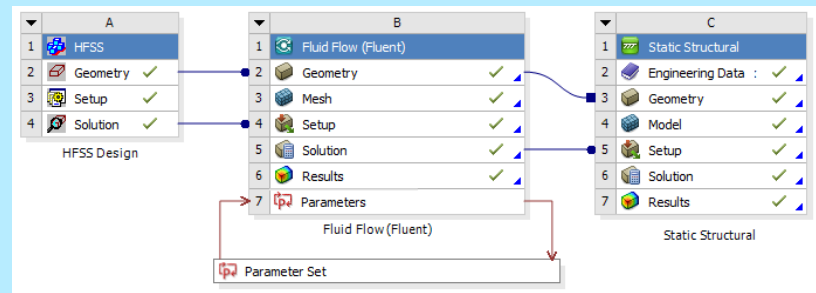 A
1 HFSS
2 Geometry
3 Setup
4 Solution
HFSS Design
B
1 Fluid Flow (Fluent)
2 Geometry
3 Mesh
4 Setup
5 Solution
6 Results
7 Parameters
Fluid Flow (Fluent)
C
1 Static Structural
2 Engineering Data :
3 Geometry
4 Model
5 Setup
6 Solution
7 Results
Static Structural
Parameter Set